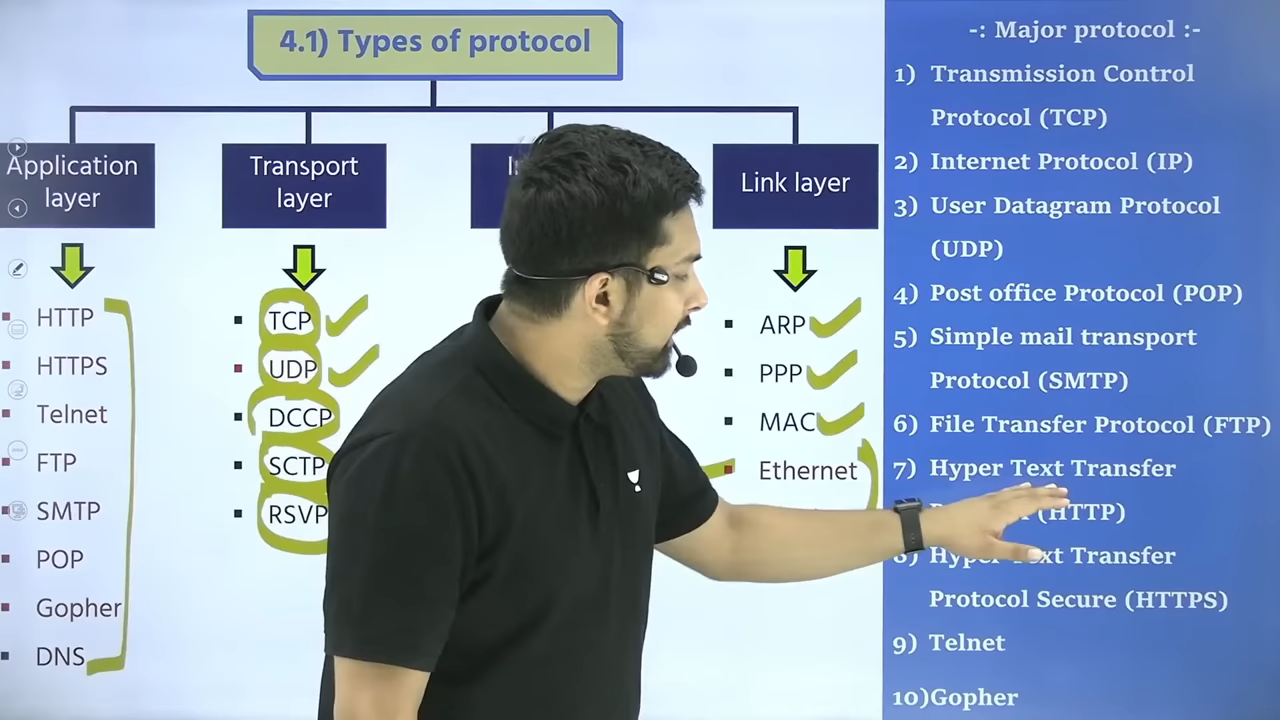 4.1) Types of protocol
Application
layer
HTTP
HTTPS
Telnet
FTP
SMTP
POP
Gopher
DNS
Transport
layer
TCP
UDP
DCCP
SCTP
RSVP
Link layer
ARP
PPP
MAC
Ethernet
-: Major protocol :-
1) Transmission Control
Protocol (TCP)
2) Internet Protocol (IP)
3) User Datagram Protocol
(UDP)
4) Post office Protocol (POP)
5) Simple mail transport
Protocol (SMTP)
6) File Transfer Protocol (FTP)
7) Hyper Text Transfer
(HTTP)
8) Hyper Text Transfer
Protocol Secure (HTTPS)
9) Telnet
10)Gopher